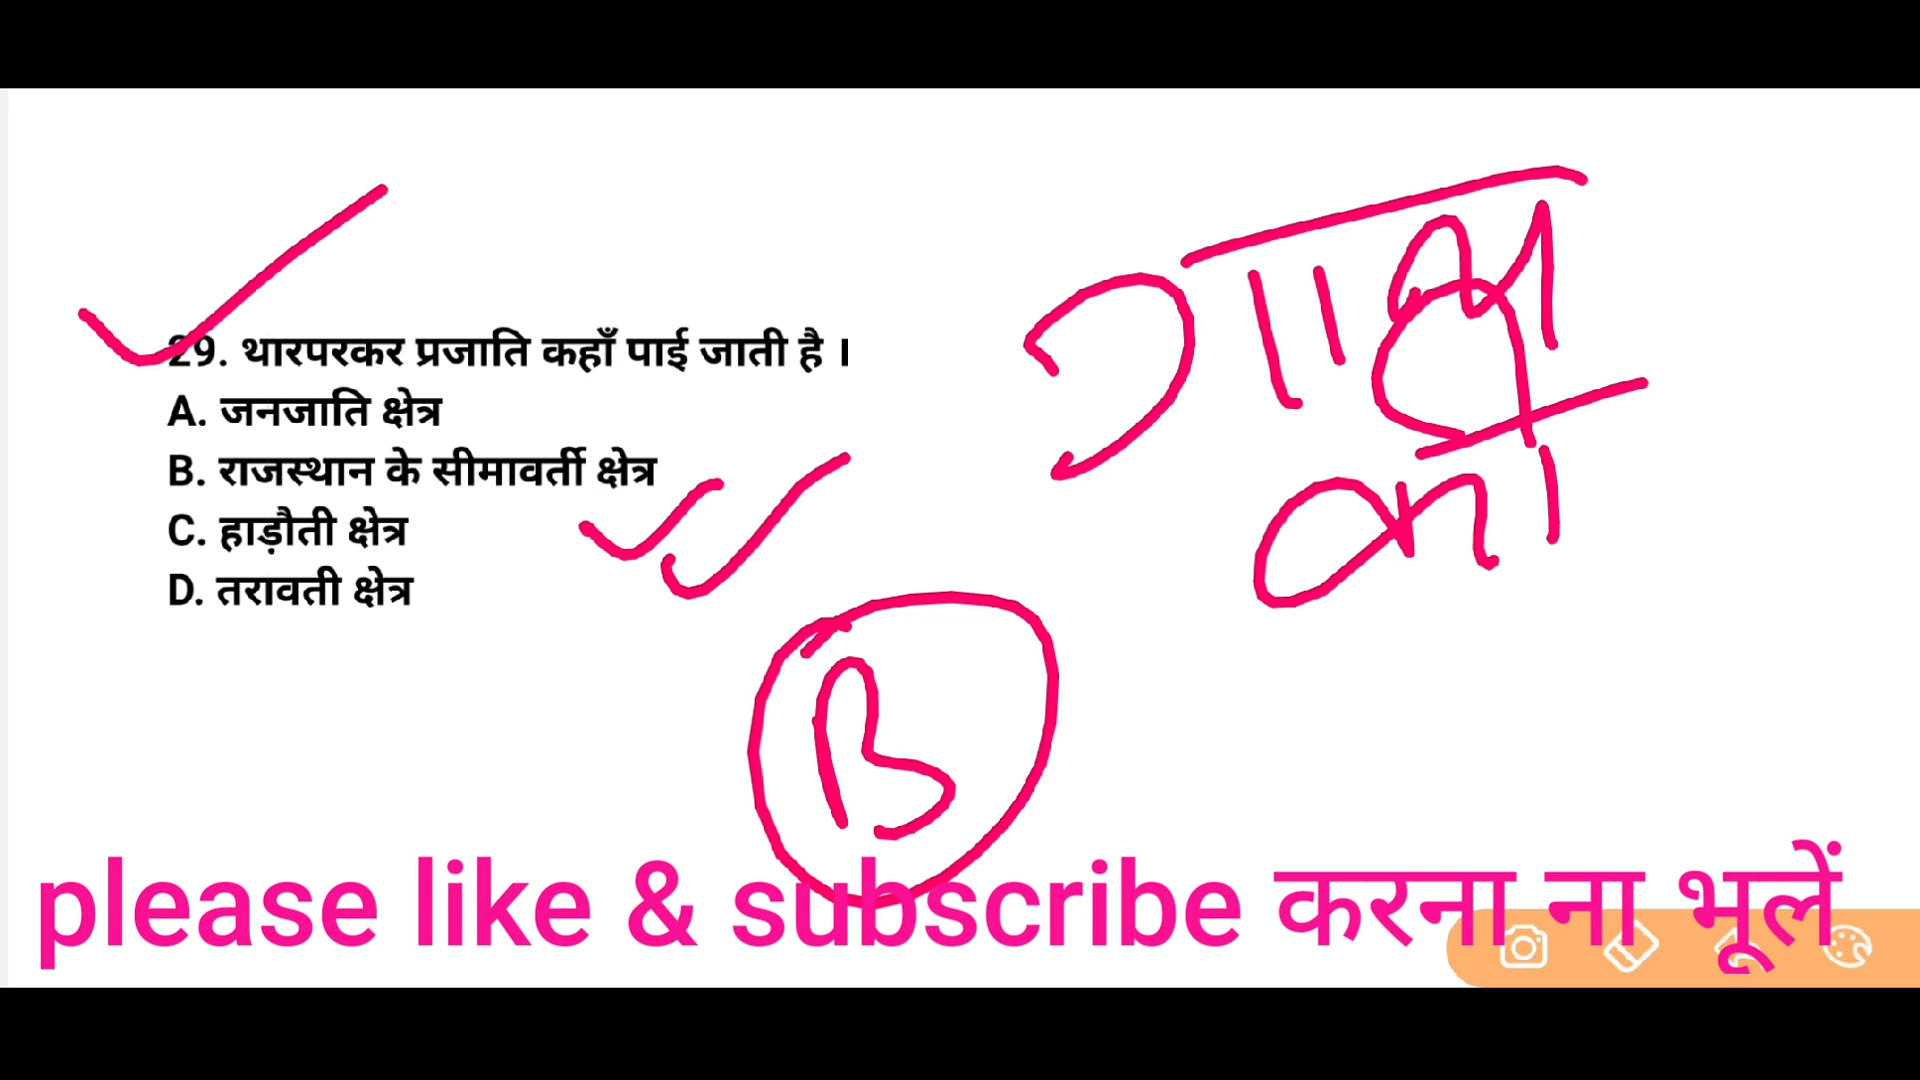 29. थारपरकर प्रजाति कहाँ पाई जाती है ।
A. जनजाति क्षेत्र
B. राजस्थान के सीमावर्ती क्षेत्र
C. हाड़ौती क्षेत्र
D. तरावती क्षेत्र
B
please like & subscribe करना ना भूलें